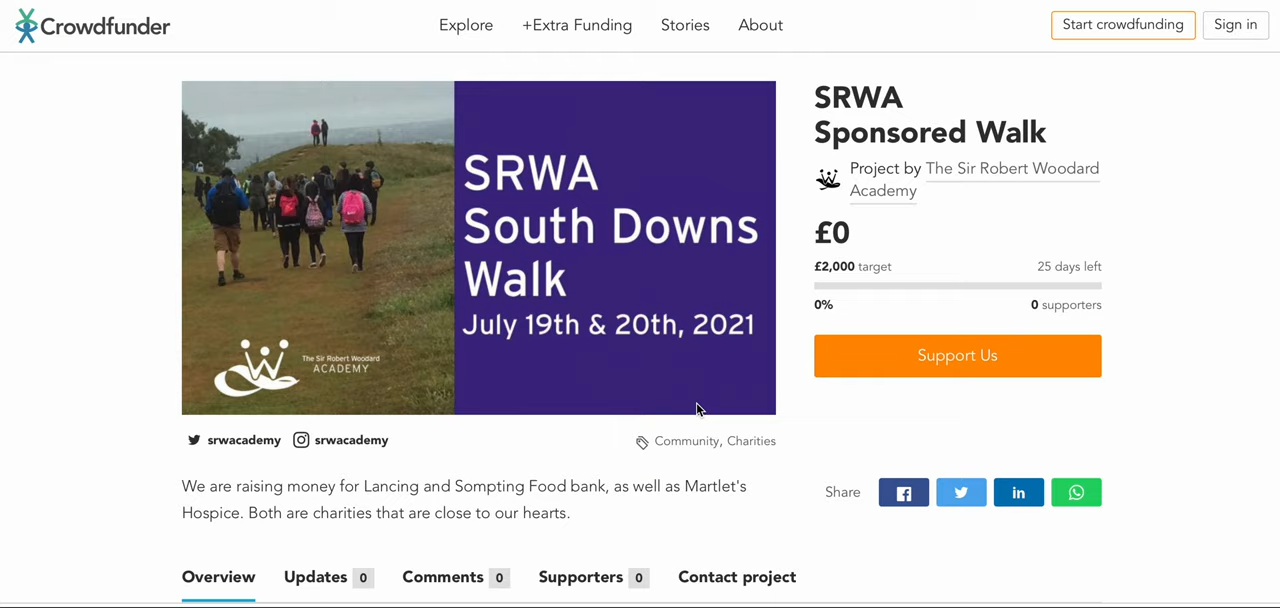 Crowdfunder
Explore
+Extra Funding
Stories
About
Start crowdfunding
Sign in
SRWA
South Downs
Walk
July 19th & 20th, 2021
The Sir Robert Woodard
ACADEMY
SRWA
Sponsored Walk
Project by The Sir Robert Woodard
Academy
£0
£2,000 target
25 days left
0%
0 supporters
Support Us
srwacademy
srwacademy
Community, Charities
We are raising money for Lancing and Sompting Food bank, as well as Martlet's
Hospice. Both are charities that are close to our hearts.
Share
Overview
Updates 0
Comments 0
Supporters 0
Contact project